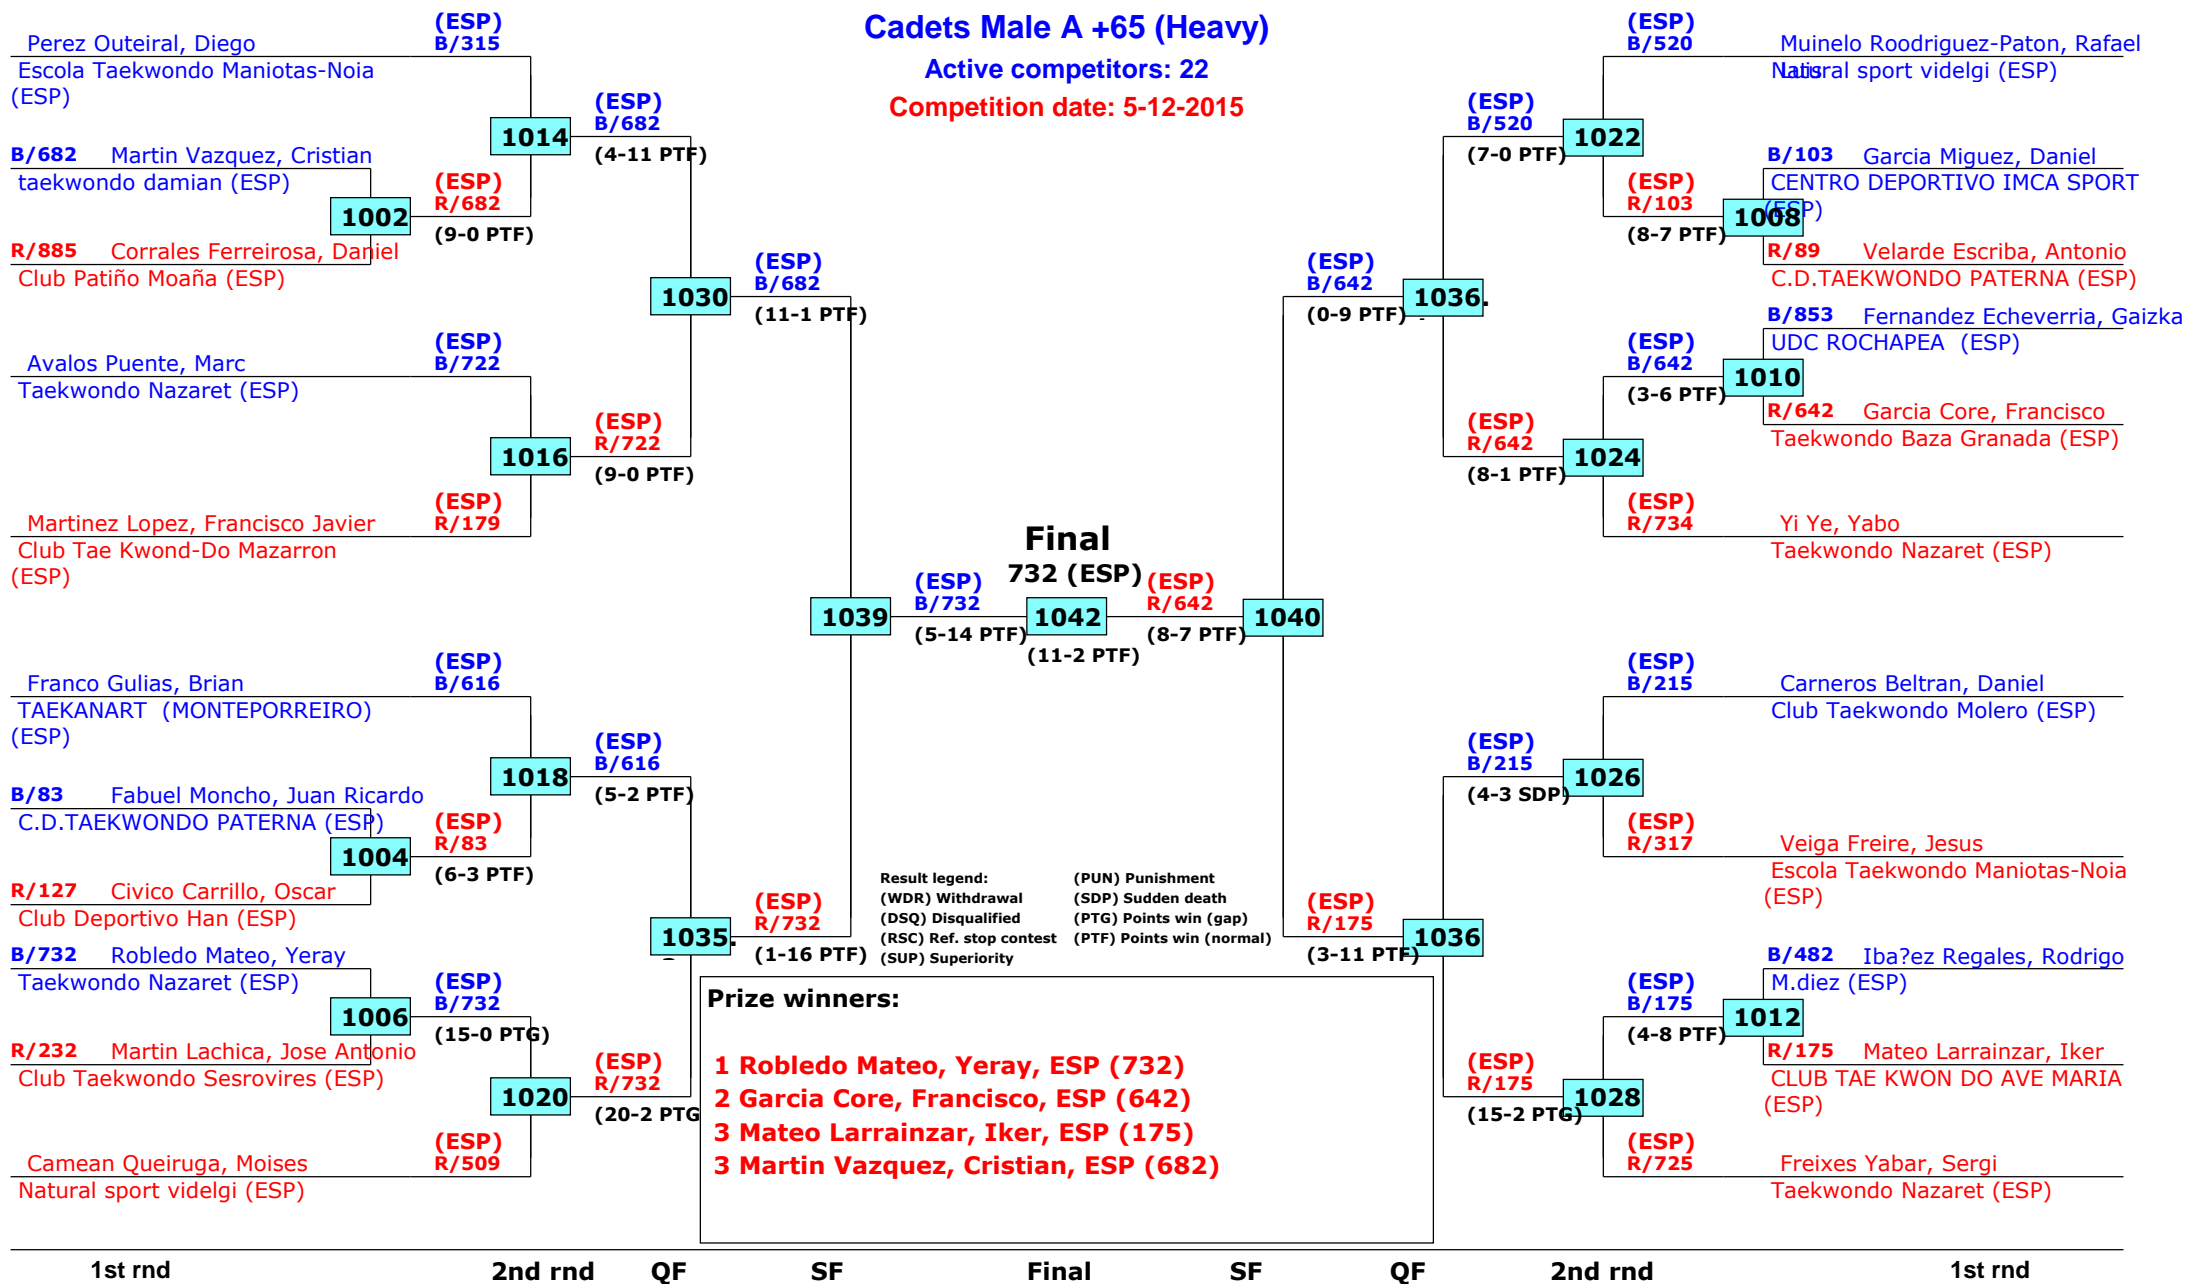 Cadets Male A +65 (Heavy)
Active competitors: 22
Competition date: 5-12-2015
(ESP)
Perez Outeiral, Diego B/315
Escola Taekwondo Maniotas-Noia
(ESP)
(ESP)
B/682
1014
(4-11 PTF)
B/682 Martin Vazquez, Cristian
taekwondo damian (ESP)
(ESP)
R/682
1002
(9-0 PTF)
R/885 Corrales Ferreirosa, Daniel
Club Patiño Moaña (ESP)
(ESP)
B/682
1030
(11-1 PTF)
(ESP)
Avalos Puente, Marc B/722
Taekwondo Nazaret (ESP)
(ESP)
R/722
1016
(9-0 PTF)
(ESP)
Martinez Lopez, Francisco Javier R/179
Club Tae Kwond-Do Mazarron
(ESP)
Final
732 (ESP)
(ESP)
B/732
1039
(5-14 PTF)
1042
(11-2 PTF)
(ESP)
R/642
1040
(8-7 PTF)
(ESP)
Franco Gulias, Brian B/616
TAEKANART (MONTEPORREIRO)
(ESP)
(ESP)
B/616
1018
(5-2 PTF)
B/83 Fabuel Moncho, Juan Ricardo
C.D.TAEKWONDO PATERNA (ESP)
(ESP)
R/83
1004
(6-3 PTF)
R/127 Civico Carrillo, Oscar
Club Deportivo Han (ESP)
(ESP)
R/732
1035.
(1-16 PTF)
B/732 Robledo Mateo, Yeray
Taekwondo Nazaret (ESP)
(ESP)
B/732
1006
(15-0 PTG)
R/232 Martin Lachica, Jose Antonio
Club Taekwondo Sesrovires (ESP)
(ESP)
R/732
1020
(20-2 PTG
(ESP)
Camean Queiruga, Moises R/509
Natural sport videlgi (ESP)
(ESP)
B/520 Muinelo Roodriguez-Paton, Rafael
Luis
Natural sport videlgi (ESP)
(ESP)
B/520
1022
(7-0 PTF)
B/103 Garcia Miguez, Daniel
CENTRO DEPORTIVO IMCA SPORT
(ESP)
(ESP)
R/103
1008
(8-7 PTF)
R/89 Velarde Escriba, Antonio
C.D.TAEKWONDO PATERNA (ESP)
(ESP)
B/642
1036.
(0-9 PTF)
B/853 Fernandez Echeverria, Gaizka
UDC ROCHAPEA (ESP)
(ESP)
B/642
1010
(3-6 PTF)
R/642 Garcia Core, Francisco
Taekwondo Baza Granada (ESP)
(ESP)
R/642
1024
(8-1 PTF)
(ESP)
R/734 Yi Ye, Yabo
Taekwondo Nazaret (ESP)
(ESP)
B/215 Carneros Beltran, Daniel
Club Taekwondo Molero (ESP)
(ESP)
B/215
1026
(4-3 SDP)
(ESP)
R/317 Veiga Freire, Jesus
Escola Taekwondo Maniotas-Noia
(ESP)
(ESP)
R/175
1036
(3-11 PTF)
B/482 Iba?ez Regales, Rodrigo
M.diez (ESP)
(ESP)
B/175
1012
(4-8 PTF)
R/175 Mateo Larrainzar, Iker
CLUB TAE KWON DO AVE MARIA
(ESP)
(ESP)
R/175
1028
(15-2 PTG)
(ESP)
R/725 Freixes Yabar, Sergi
Taekwondo Nazaret (ESP)
Result legend: (PUN) Punishment
(WDR) Withdrawal (SDP) Sudden death
(DSQ) Disqualified (PTG) Points win (gap)
(RSC) Ref. stop contest (PTF) Points win (normal)
(SUP) Superiority
Prize winners:
1 Robledo Mateo, Yeray, ESP (732)
2 Garcia Core, Francisco, ESP (642)
3 Mateo Larrainzar, Iker, ESP (175)
3 Martin Vazquez, Cristian, ESP (682)
1st rnd 2nd rnd QF SF Final SF QF 2nd rnd 1st rnd